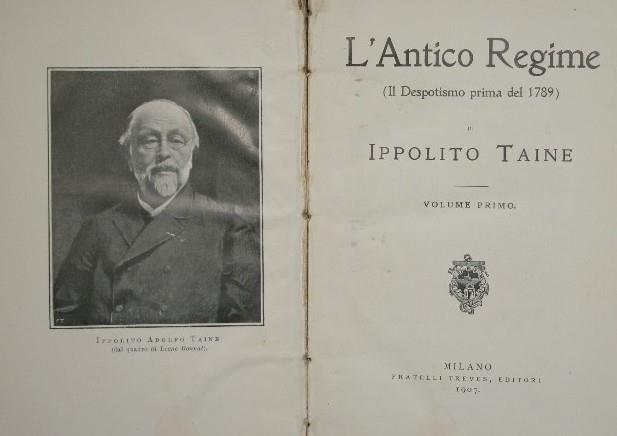 IPPOLITO ADOLFO TAINE
(dal quadro di Leone Bonnat).
L'Antico Regime
(Il Despotismo prima del 1789)
DI
IPPOLITO TAINE
VOLUME PRIMO.
MILANO
FRATELLI TREVES, EDITORI
1907.